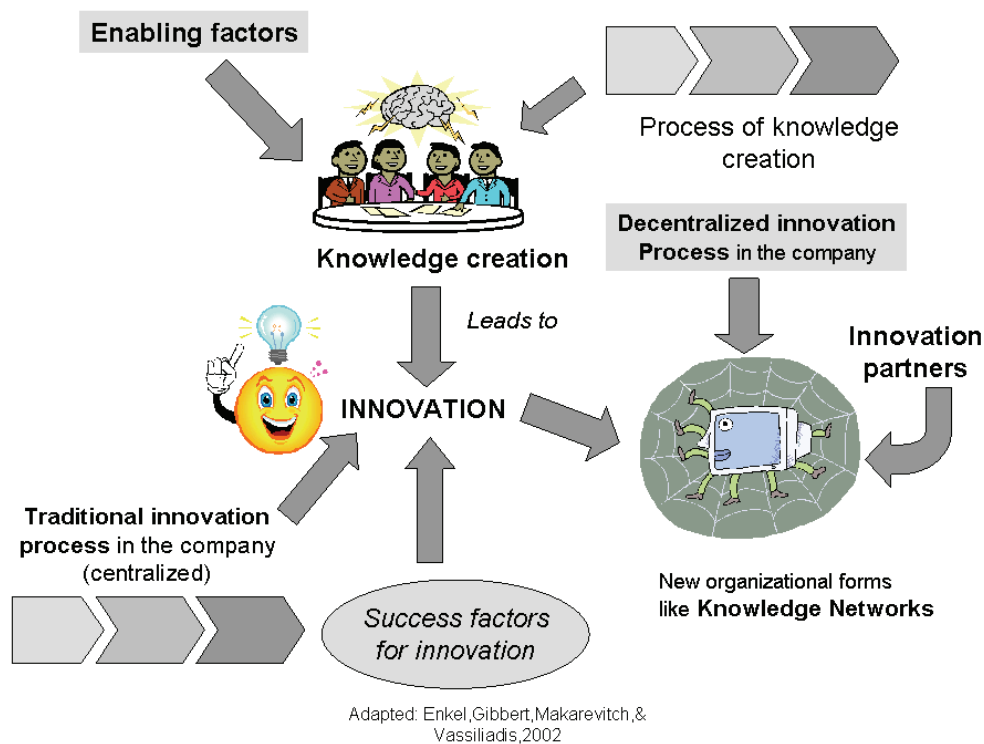 Enabling factors
Process of knowledge
creation
Knowledge creation
Decentralized innovation
Process in the company
Leads to
Innovation
partners
INNOVATION
Traditional innovation
process in the company
(centralized)
New organizational forms
like Knowledge Networks
Success factors
for innovation
Adapted: Enkel,Gibbert,Makarevitch,&
Vassiliadis,2002